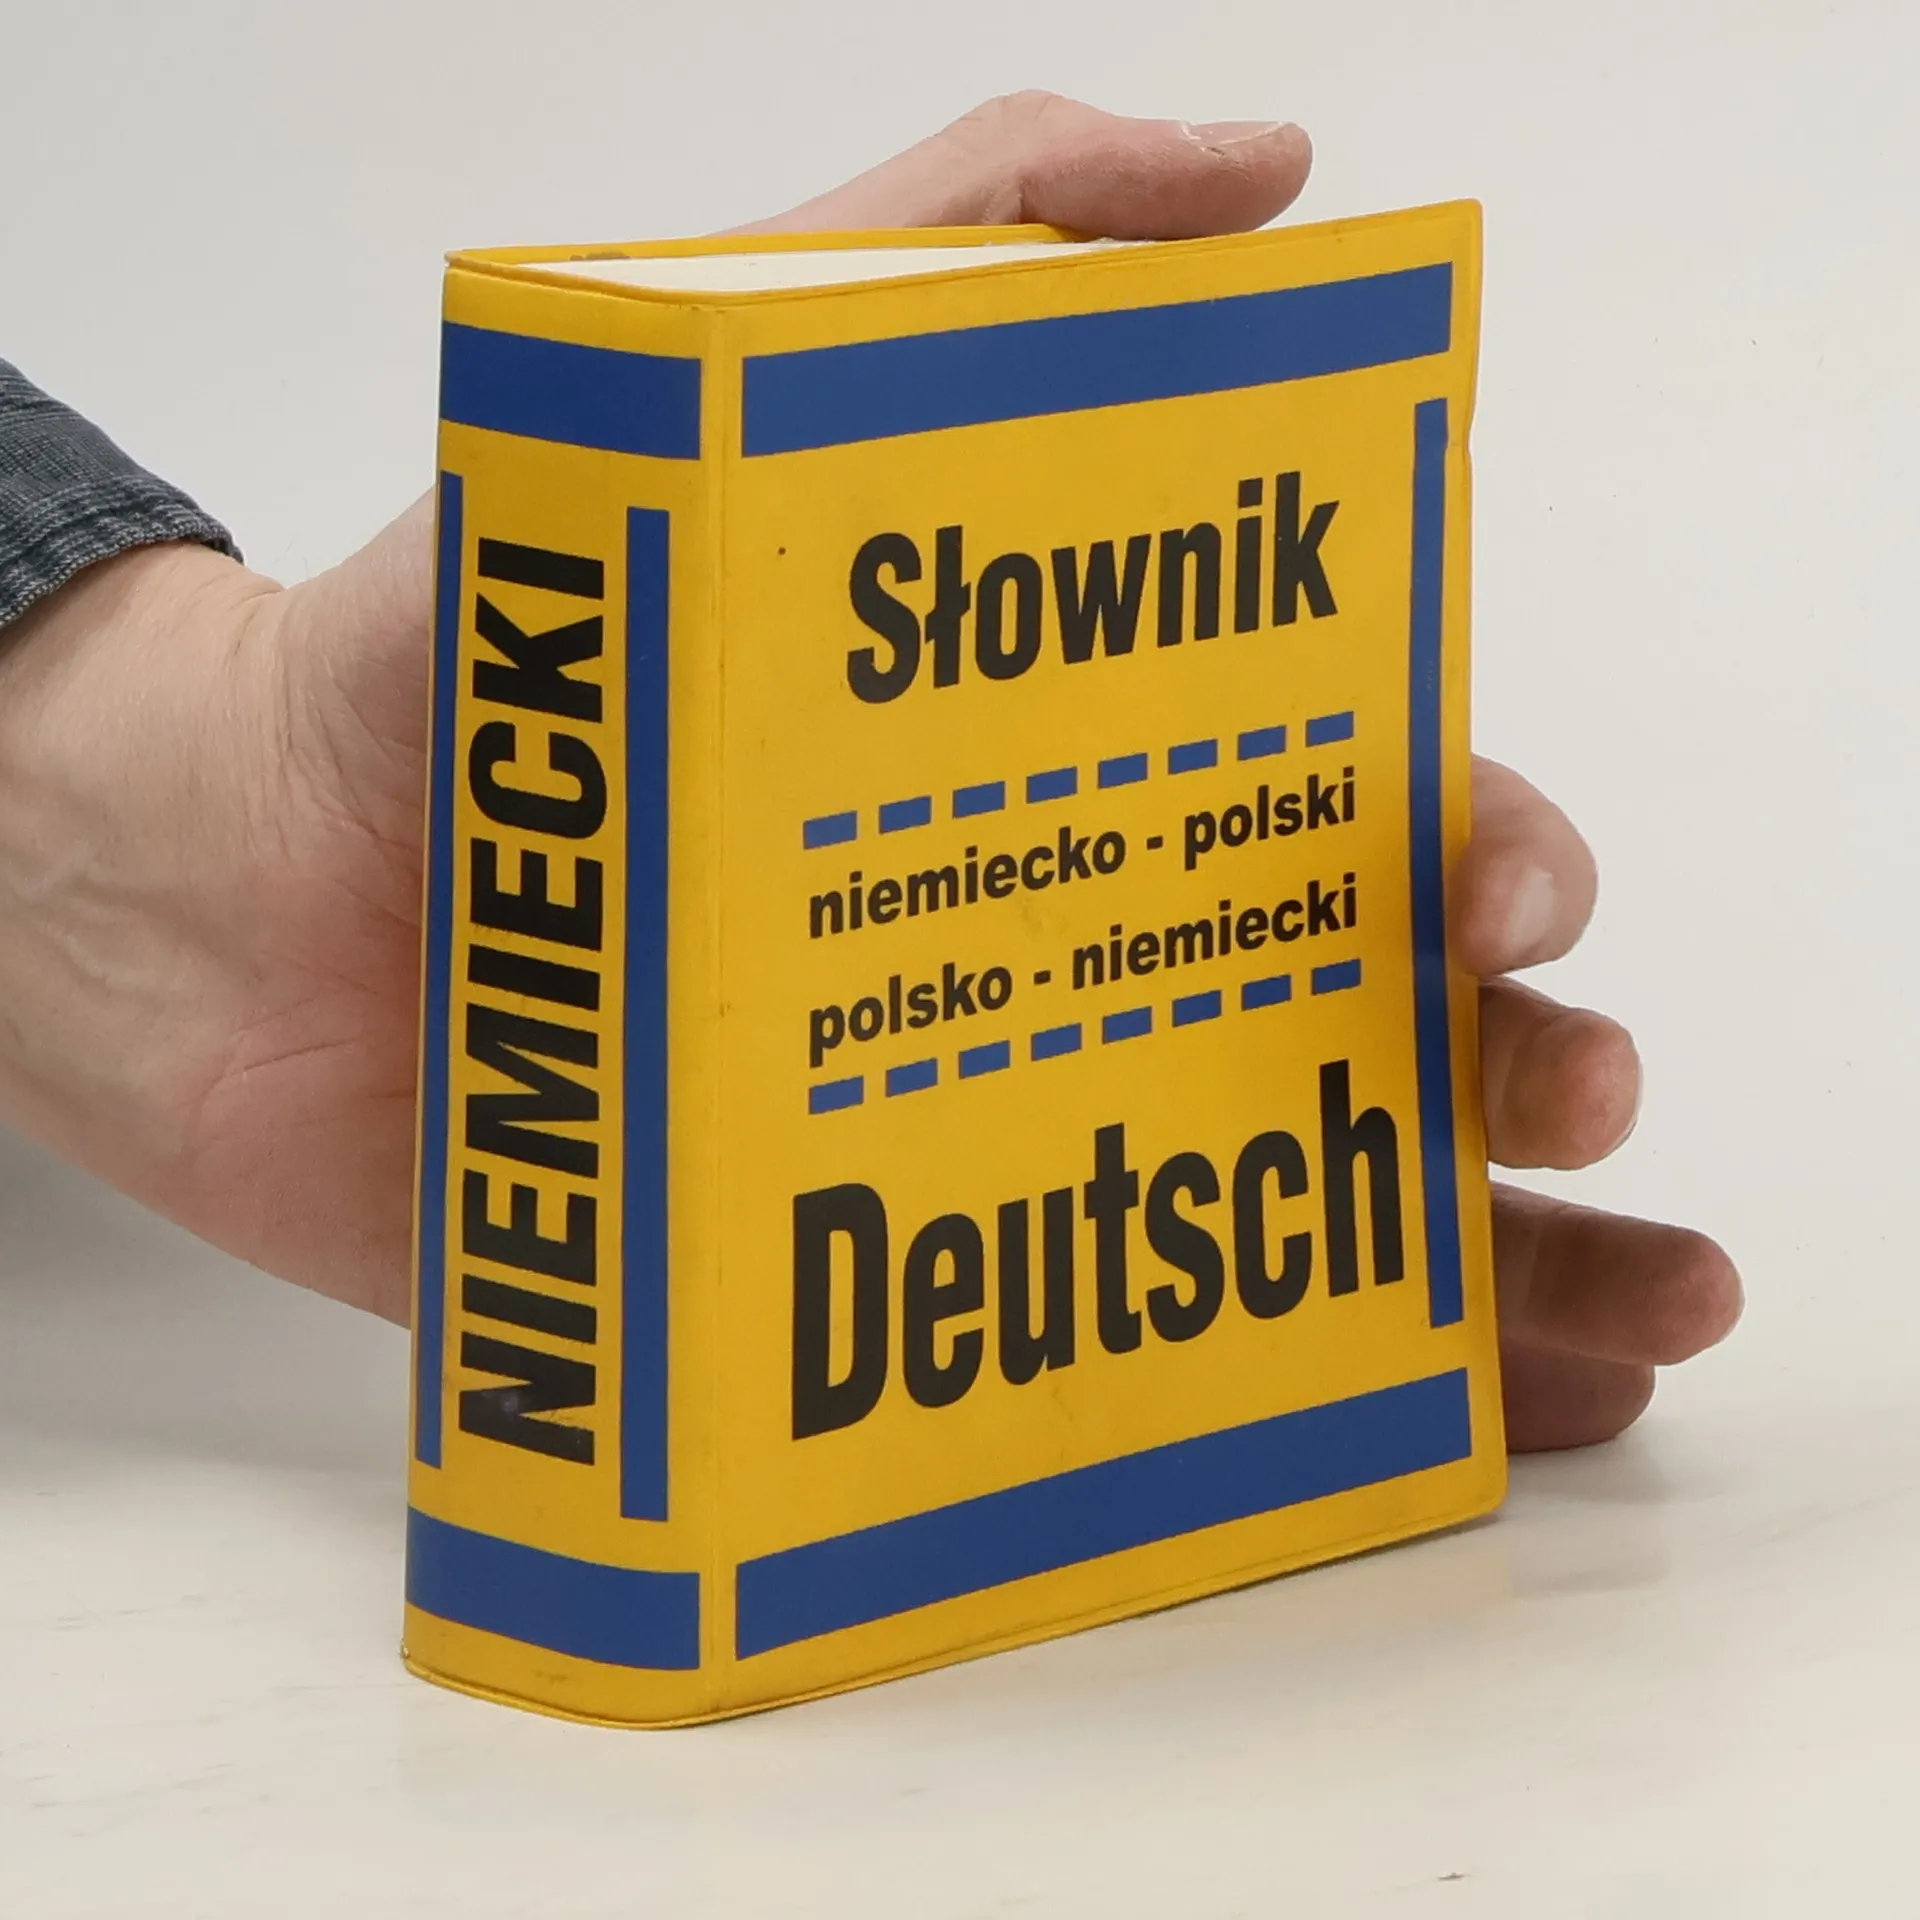 NIEMIECKI
Słownik
niemiecko - polski
polsko - niemiecki
Deutsch